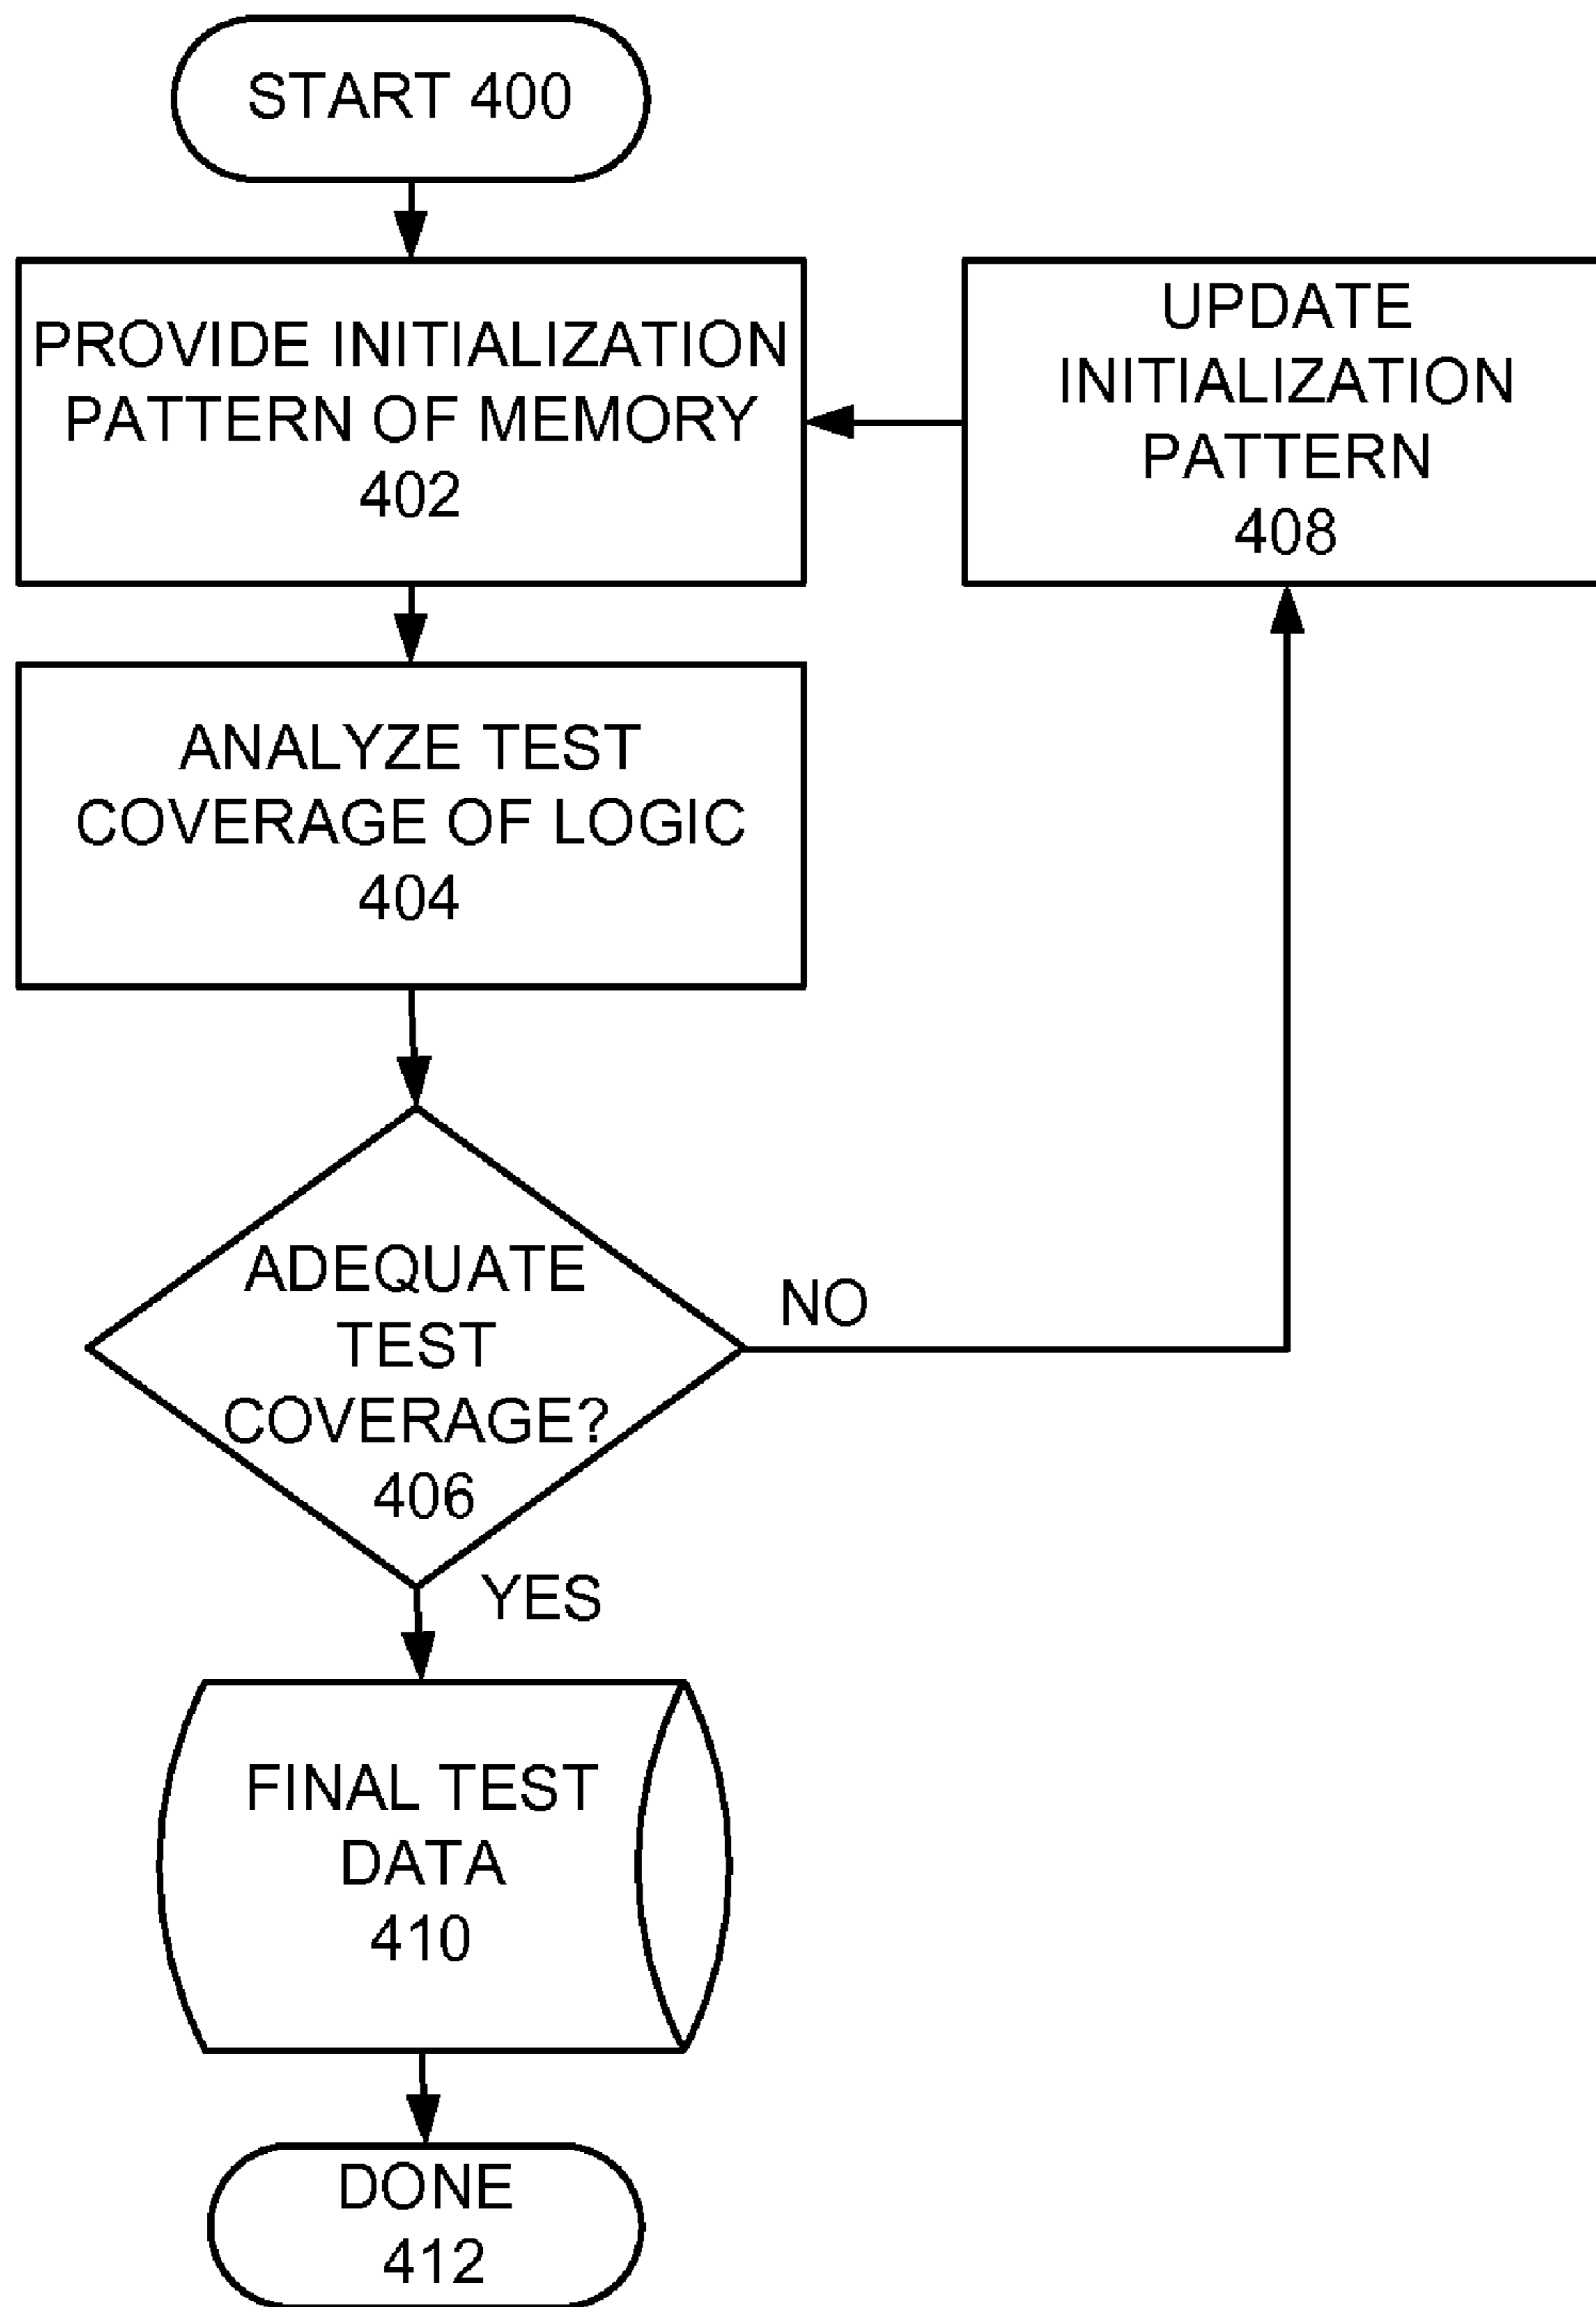 START 400
PROVIDE INITIALIZATION
PATTERN OF MEMORY
402
UPDATE
INITIALIZATION
PATTERN
408
ANALYZE TEST
COVERAGE OF LOGIC
404
ADEQUATE
TEST
COVERAGE?
406
NO
YES
FINAL TEST
DATA
410
DONE
412